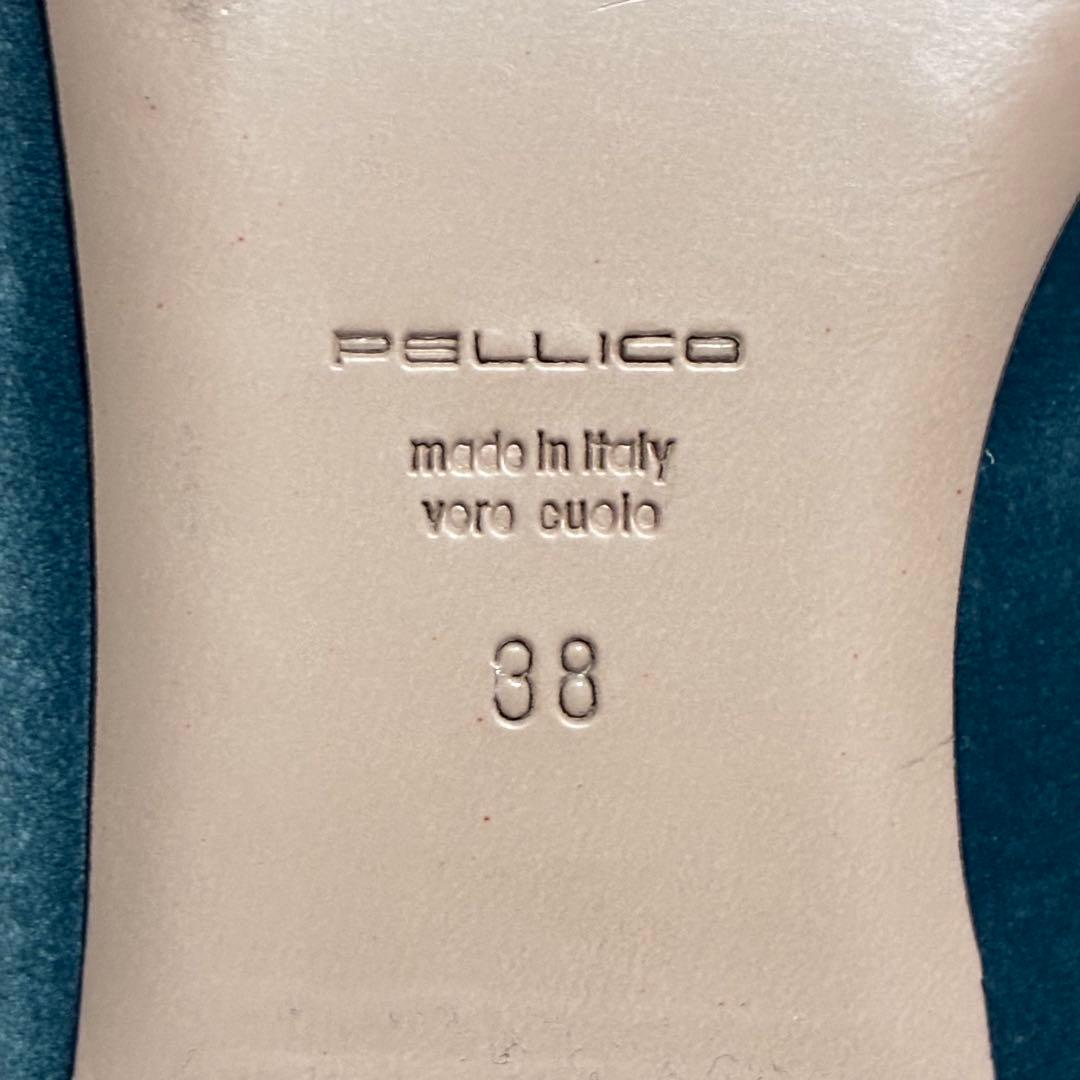 PELLICO
made in italy
vero cuoio
38